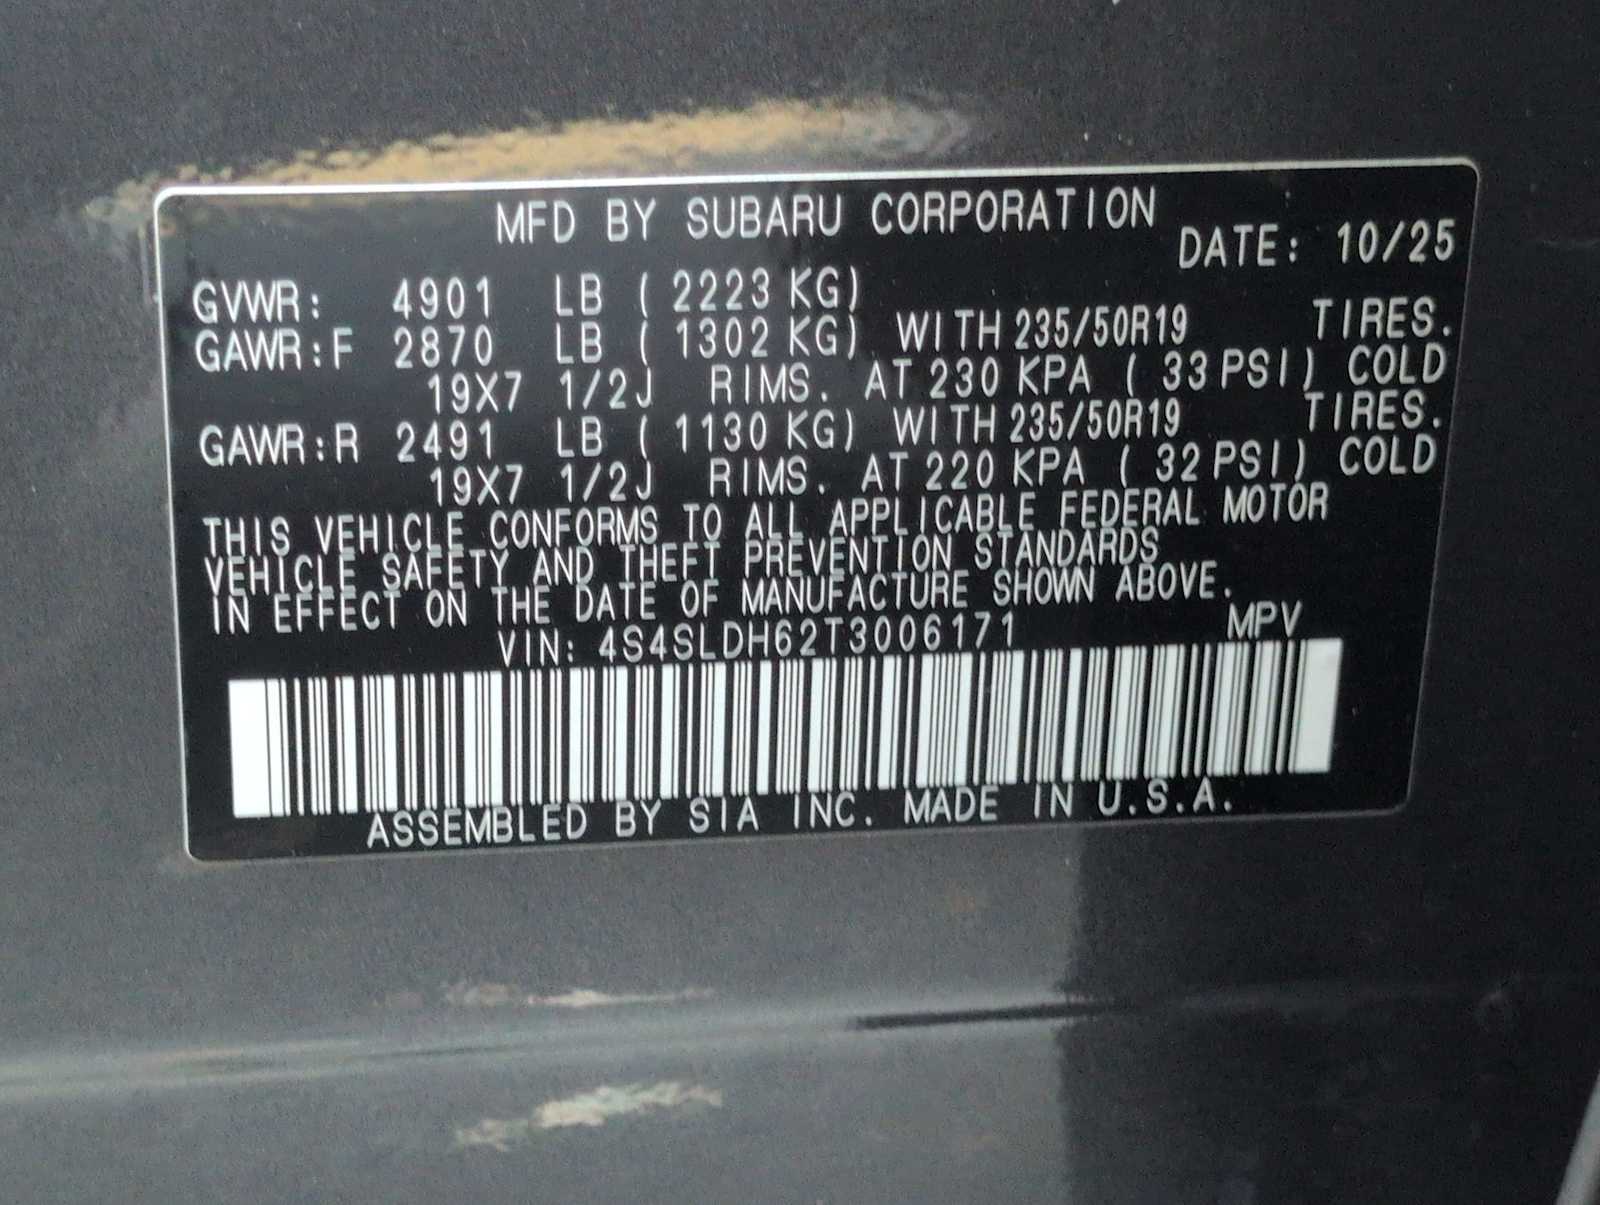 MFD BY SUBARU CORPORATION
DATE: 10/25
GVWR: 4901 LB ( 2223 KG)
GAWR:F 2870 LB ( 1302 KG) WITH 235/50R19 TIRES.
19X7 1/2J RIMS. AT 230 KPA ( 33 PSI) COLD
GAWR:R 2491 LB ( 1130 KG) WITH 235/50R19 TIRES.
19X7 1/2J RIMS. AT 220 KPA ( 32 PSI) COLD
THIS VEHICLE CONFORMS TO ALL APPLICABLE FEDERAL MOTOR
VEHICLE SAFETY AND THEFT PREVENTION STANDARDS
IN EFFECT ON THE DATE OF MANUFACTURE SHOWN ABOVE.
VIN: 4S4SLDH62T3006171 MPV
ASSEMBLED BY SIA INC. MADE IN U.S.A.